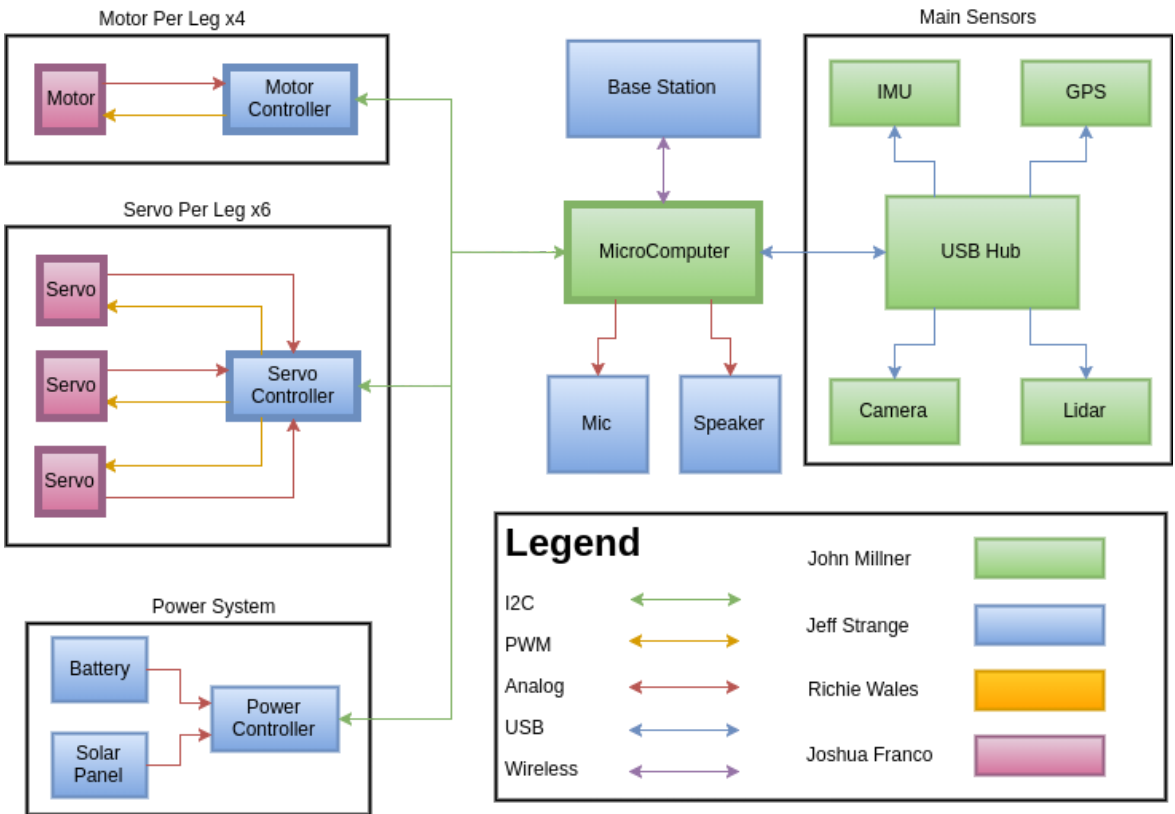 Motor Per Leg x4
Motor
Motor
Controller
Servo Per Leg x6
Servo
Servo
Servo
Servo
Controller
Power System
Battery
Solar
Panel
Power
Controller
Base Station
MicroComputer
Mic
Speaker
Main Sensors
IMU
GPS
USB Hub
Camera
Lidar
Legend
I2C
PWM
Analog
USB
Wireless
John Millner
Jeff Strange
Richie Wales
Joshua Franco